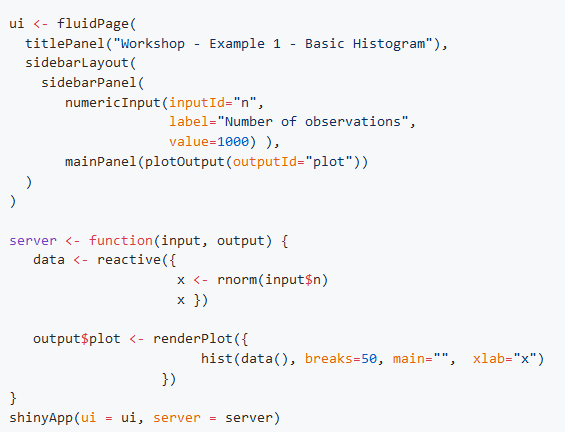 ui <- fluidPage(
  titlePanel("Workshop - Example 1 - Basic Histogram"),
  sidebarLayout(
    sidebarPanel(
       numericInput(inputId="n",
                    label="Number of observations",
                    value=1000) ),
       mainPanel(plotOutput(outputId="plot"))
  )
)

server <- function(input, output) {
   data <- reactive({
                     x <- rnorm(input$n)
                     x })

   output$plot <- renderPlot({
                        hist(data(), breaks=50, main="",  xlab="x")
                   })
}
shinyApp(ui = ui, server = server)